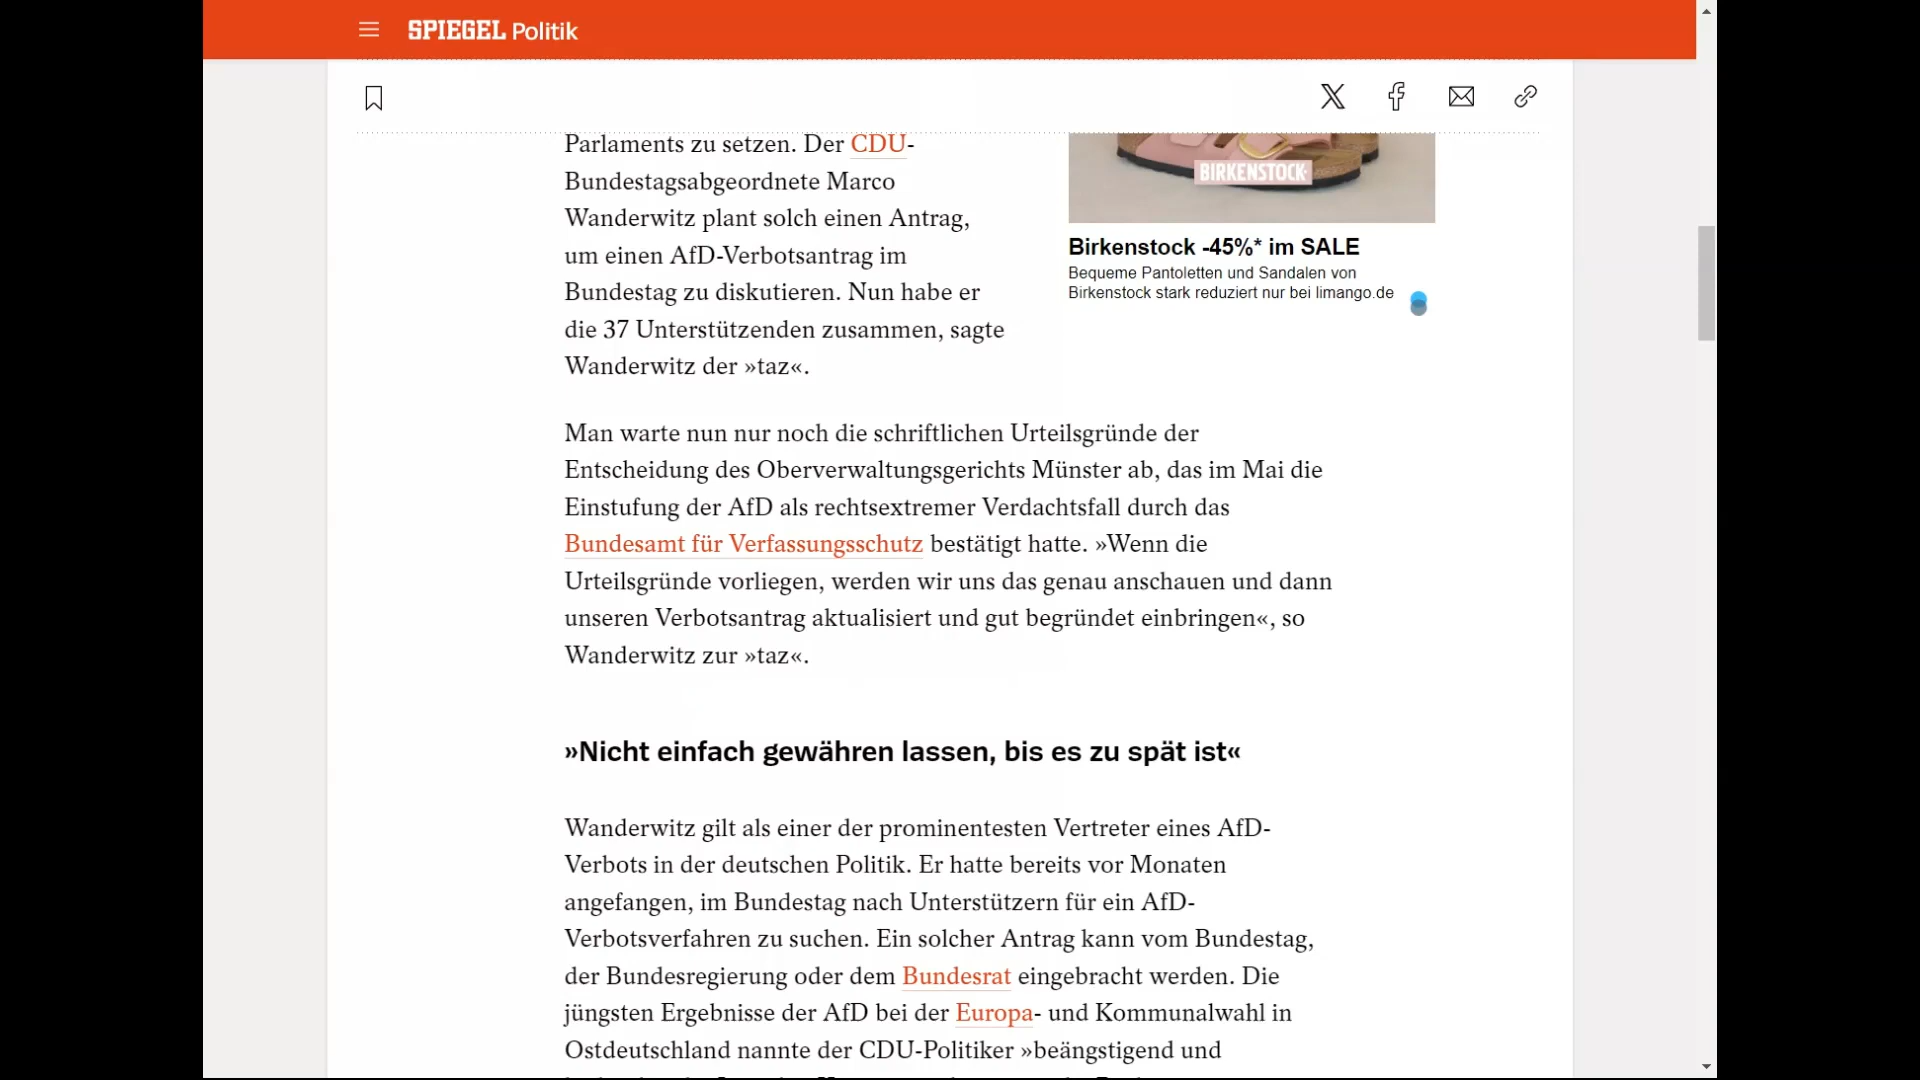 SPIEGEL Politik
Parlaments zu setzen. Der CDU-
Bundestagsabgeordnete Marco
Wanderwitz plant solch einen Antrag,
um einen AfD-Verbotsantrag im
Bundestag zu diskutieren. Nun habe er
die 37 Unterstützenden zusammen, sagte
Wanderwitz der »taz«.
BIRKENSTOCK
Birkenstock -45%* im SALE
Bequeme Pantoletten und Sandalen von
Birkenstock stark reduziert nur bei limango.de
Man warte nun nur noch die schriftlichen Urteilsgründe der
Entscheidung des Oberverwaltungsgerichts Münster ab, das im Mai die
Einstufung der AfD als rechtsextremer Verdachtsfall durch das
Bundesamt für Verfassungsschutz bestätigt hatte. »Wenn die
Urteilsgründe vorliegen, werden wir uns das genau anschauen und dann
unseren Verbotsantrag aktualisiert und gut begründet einbringen«, so
Wanderwitz zur »taz«.
»Nicht einfach gewähren lassen, bis es zu spät ist«
Wanderwitz gilt als einer der prominentesten Vertreter eines AfD-
Verbots in der deutschen Politik. Er hatte bereits vor Monaten
angefangen, im Bundestag nach Unterstützern für ein AfD-
Verbotsverfahren zu suchen. Ein solcher Antrag kann vom Bundestag,
der Bundesregierung oder dem Bundesrat eingebracht werden. Die
jüngsten Ergebnisse der AfD bei der Europa- und Kommunalwahl in
Ostdeutschland nannte der CDU-Politiker »beängstigend und